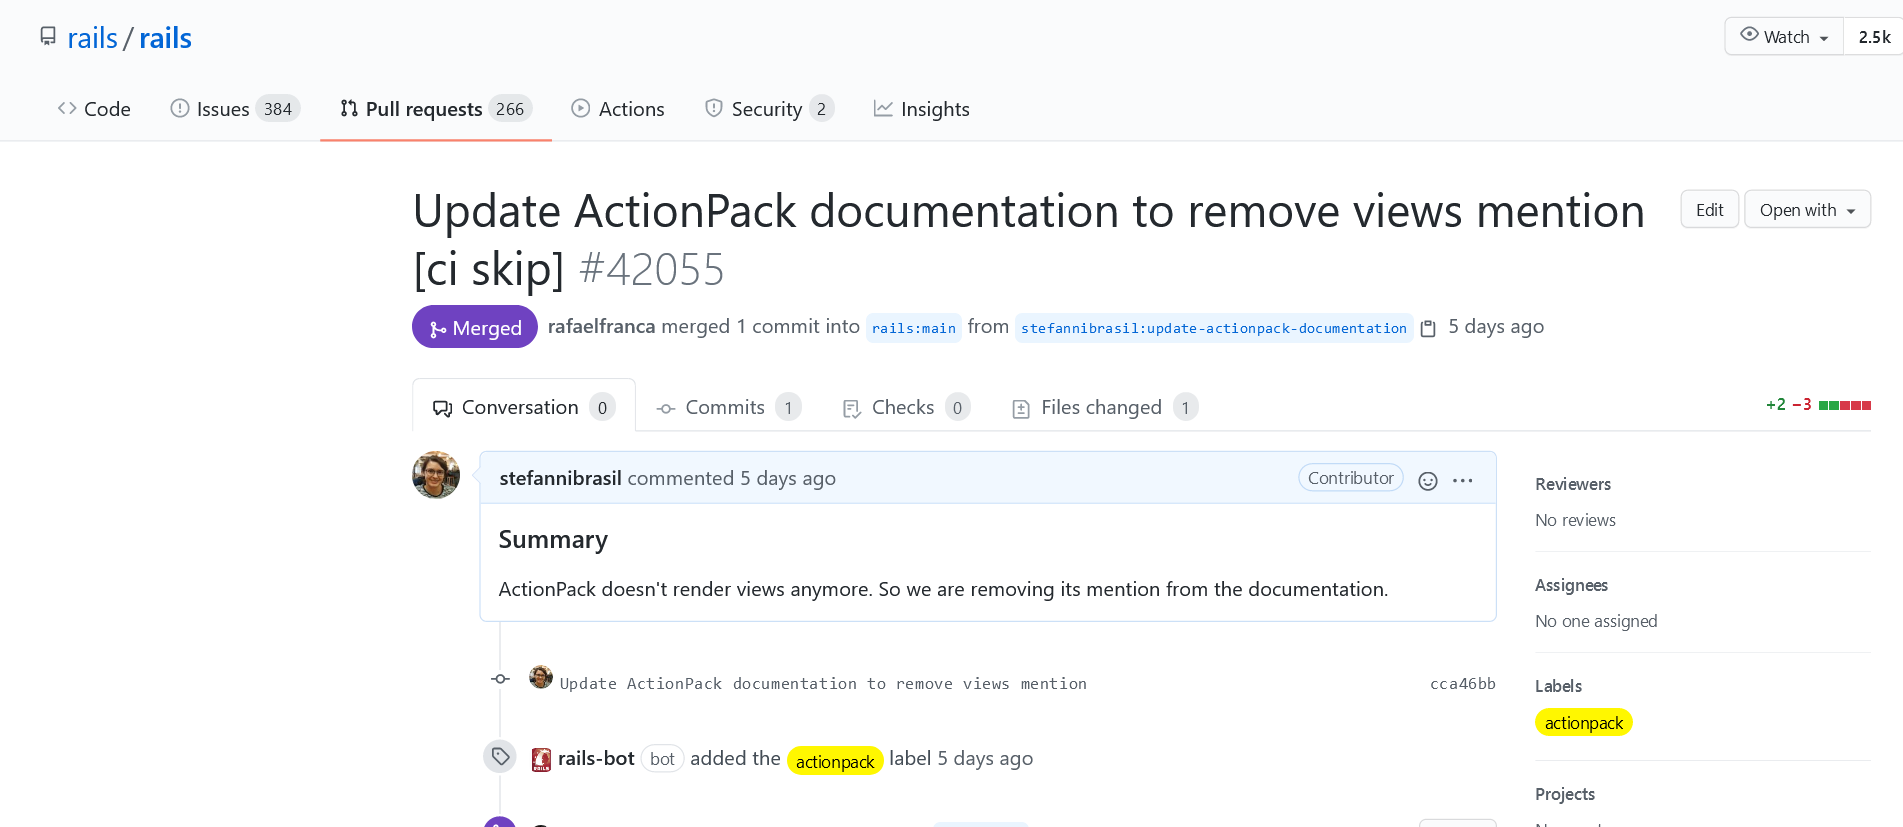 rails / rails
Watch 2.5k
Code Issues 384 Pull requests 266 Actions Security 2 Insights
Update ActionPack documentation to remove views mention
[ci skip] #42055
Edit Open with
Merged rafaelfranca merged 1 commit into rails:main from stefannibrasil:update-actionpack-documentation 5 days ago
Conversation 0 Commits 1 Checks 0 Files changed 1
+2 −3
stefannibrasil commented 5 days ago
Contributor
Summary
ActionPack doesn't render views anymore. So we are removing its mention from the documentation.
Update ActionPack documentation to remove views mention cca46bb
rails-bot bot added the actionpack label 5 days ago
Reviewers
No reviews
Assignees
No one assigned
Labels
actionpack
Projects